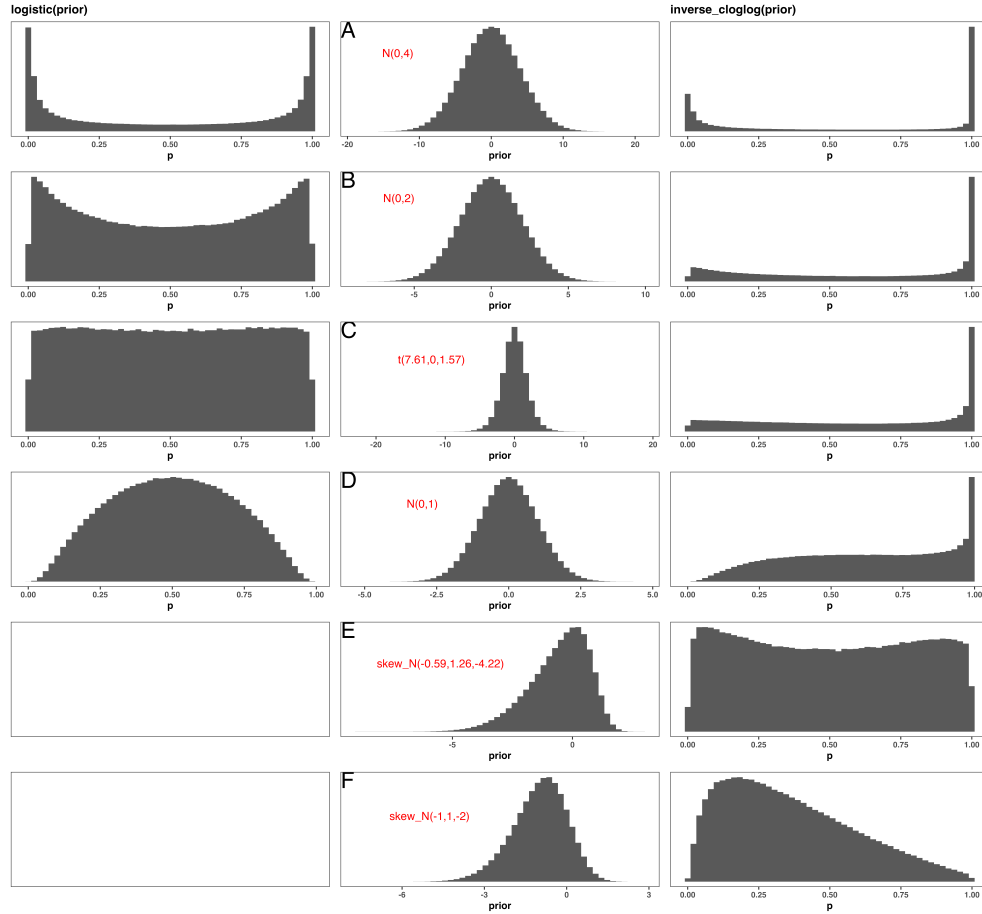 logistic(prior)
inverse_cloglog(prior)
A
N(0,4)
0.00 0.25 0.50 0.75 1.00
p
-20 -10 0 10 20
prior
0.00 0.25 0.50 0.75 1.00
p
B
N(0,2)
0.00 0.25 0.50 0.75 1.00
p
-5 0 5 10
prior
0.00 0.25 0.50 0.75 1.00
p
C
t(7.61,0,1.57)
0.00 0.25 0.50 0.75 1.00
p
-20 -10 0 10 20
prior
0.00 0.25 0.50 0.75 1.00
p
D
N(0,1)
0.00 0.25 0.50 0.75 1.00
p
-5.0 -2.5 0.0 2.5 5.0
prior
0.00 0.25 0.50 0.75 1.00
p
E
skew_N(-0.59,1.26,-4.22)
-5 0
prior
0.00 0.25 0.50 0.75 1.00
p
F
skew_N(-1,1,-2)
-6 -3 0 3
prior
0.00 0.25 0.50 0.75 1.00
p